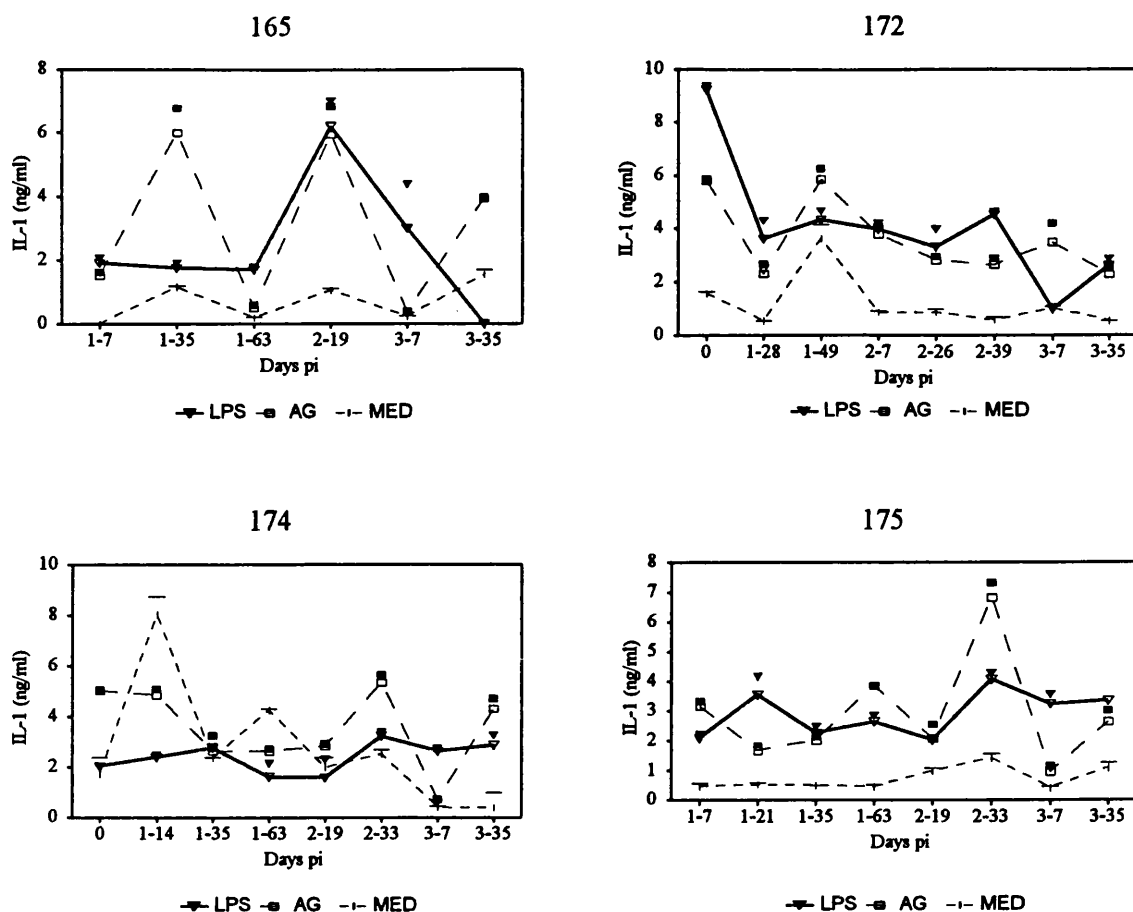 165
8
6
4
2
0
IL-1 (ng/ml)
1-7 1-35 1-63 2-19 3-7 3-35
Days pi
LPS AG MED
172
10
8
6
4
2
0
IL-1 (ng/ml)
0 1-28 1-49 2-7 2-26 2-39 3-7 3-35
Days pi
LPS AG MED
174
10
8
6
4
2
0
IL-1 (ng/ml)
0 1-14 1-35 1-63 2-19 2-33 3-7 3-35
Days pi
LPS AG MED
175
8
7
6
5
4
3
2
1
0
IL-1 (ng/ml)
1-7 1-21 1-35 1-63 2-19 2-33 3-7 3-35
Days pi
LPS AG MED